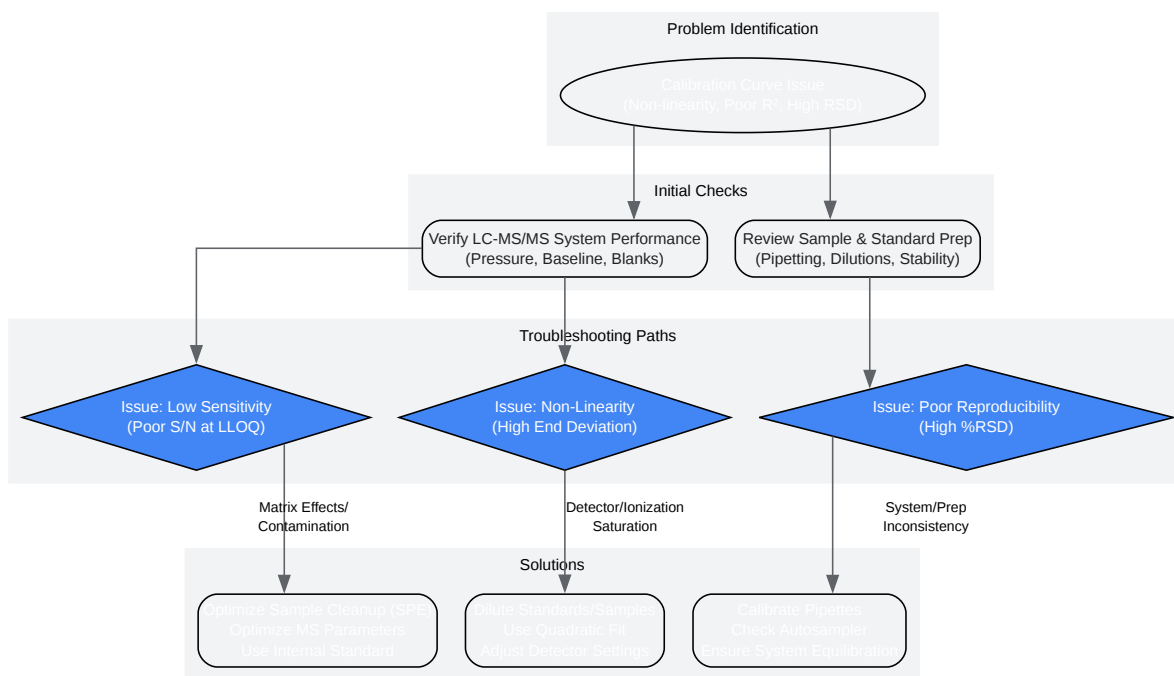 Problem Identification
Calibration Curve Issue
(Non-linearity, Poor R², High RSD)
Initial Checks
Verify LC-MS/MS System Performance
(Pressure, Baseline, Blanks)
Review Sample & Standard Prep
(Pipetting, Dilutions, Stability)
Troubleshooting Paths
Issue: Low Sensitivity
(Poor S/N at LLOQ)
Issue: Non-Linearity
(High End Deviation)
Issue: Poor Reproducibility
(High %RSD)
Matrix Effects/
Contamination
Detector/Ionization
Saturation
System/Prep
Inconsistency
Solutions
Optimize Sample Cleanup (SPE)
Optimize MS Parameters
Use Internal Standard
Dilute Standards/Samples
Use Quadratic Fit
Adjust Detector Settings
Calibrate Pipettes
Check Autosampler
Ensure System Equilibration